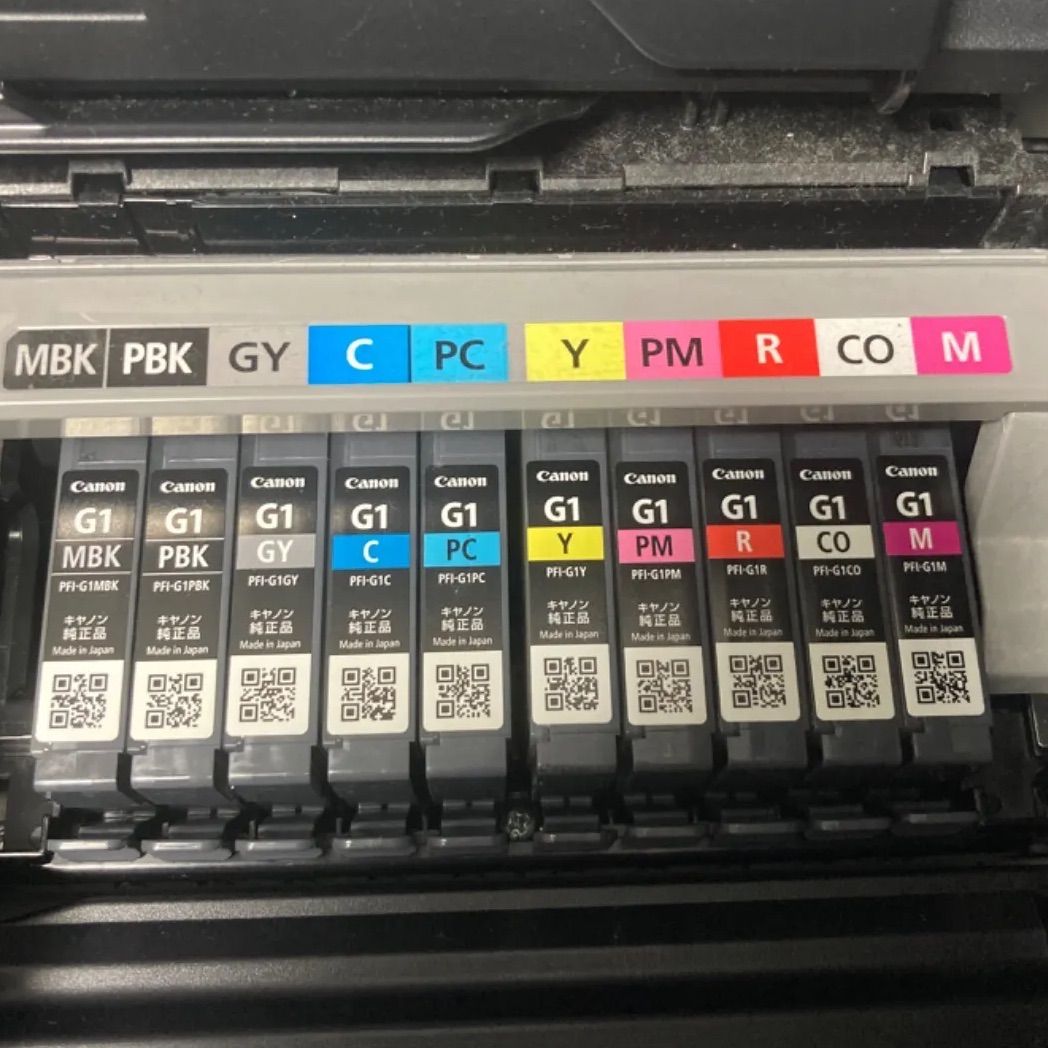 MBK PBK GY C PC Y PM R CO M
Canon
G1
MBK
PFI-G1MBK
キヤノン
純正品
Made in Japan
Canon
G1
PBK
PFI-G1PBK
キヤノン
純正品
Made in Japan
Canon
G1
GY
PFI-G1GY
キヤノン
純正品
Made in Japan
Canon
G1
C
PFI-G1C
キヤノン
純正品
Made in Japan
Canon
G1
PC
PFI-G1PC
キヤノン
純正品
Made in Japan
Canon
G1
Y
PFI-G1Y
キヤノン
純正品
Made in Japan
Canon
G1
PM
PFI-G1PM
キヤノン
純正品
Made in Japan
Canon
G1
R
PFI-G1R
キヤノン
純正品
Made in Japan
Canon
G1
CO
PFI-G1CO
キヤノン
純正品
Made in Japan
Canon
G1
M
PFI-G1M
キヤノン
純正品
Made in Japan